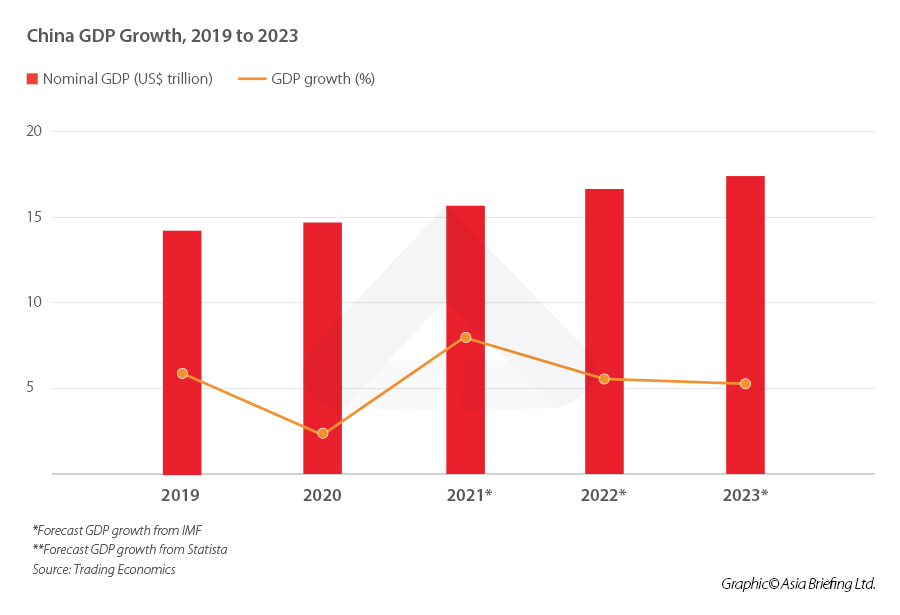 China GDP Growth, 2019 to 2023
Nominal GDP (US$ trillion) GDP growth (%)
20
15
10
5
2019 2020 2021* 2022* 2023*
*Forecast GDP growth from IMF
**Forecast GDP growth from Statista
Source: Trading Economics
Graphic© Asia Briefing Ltd.